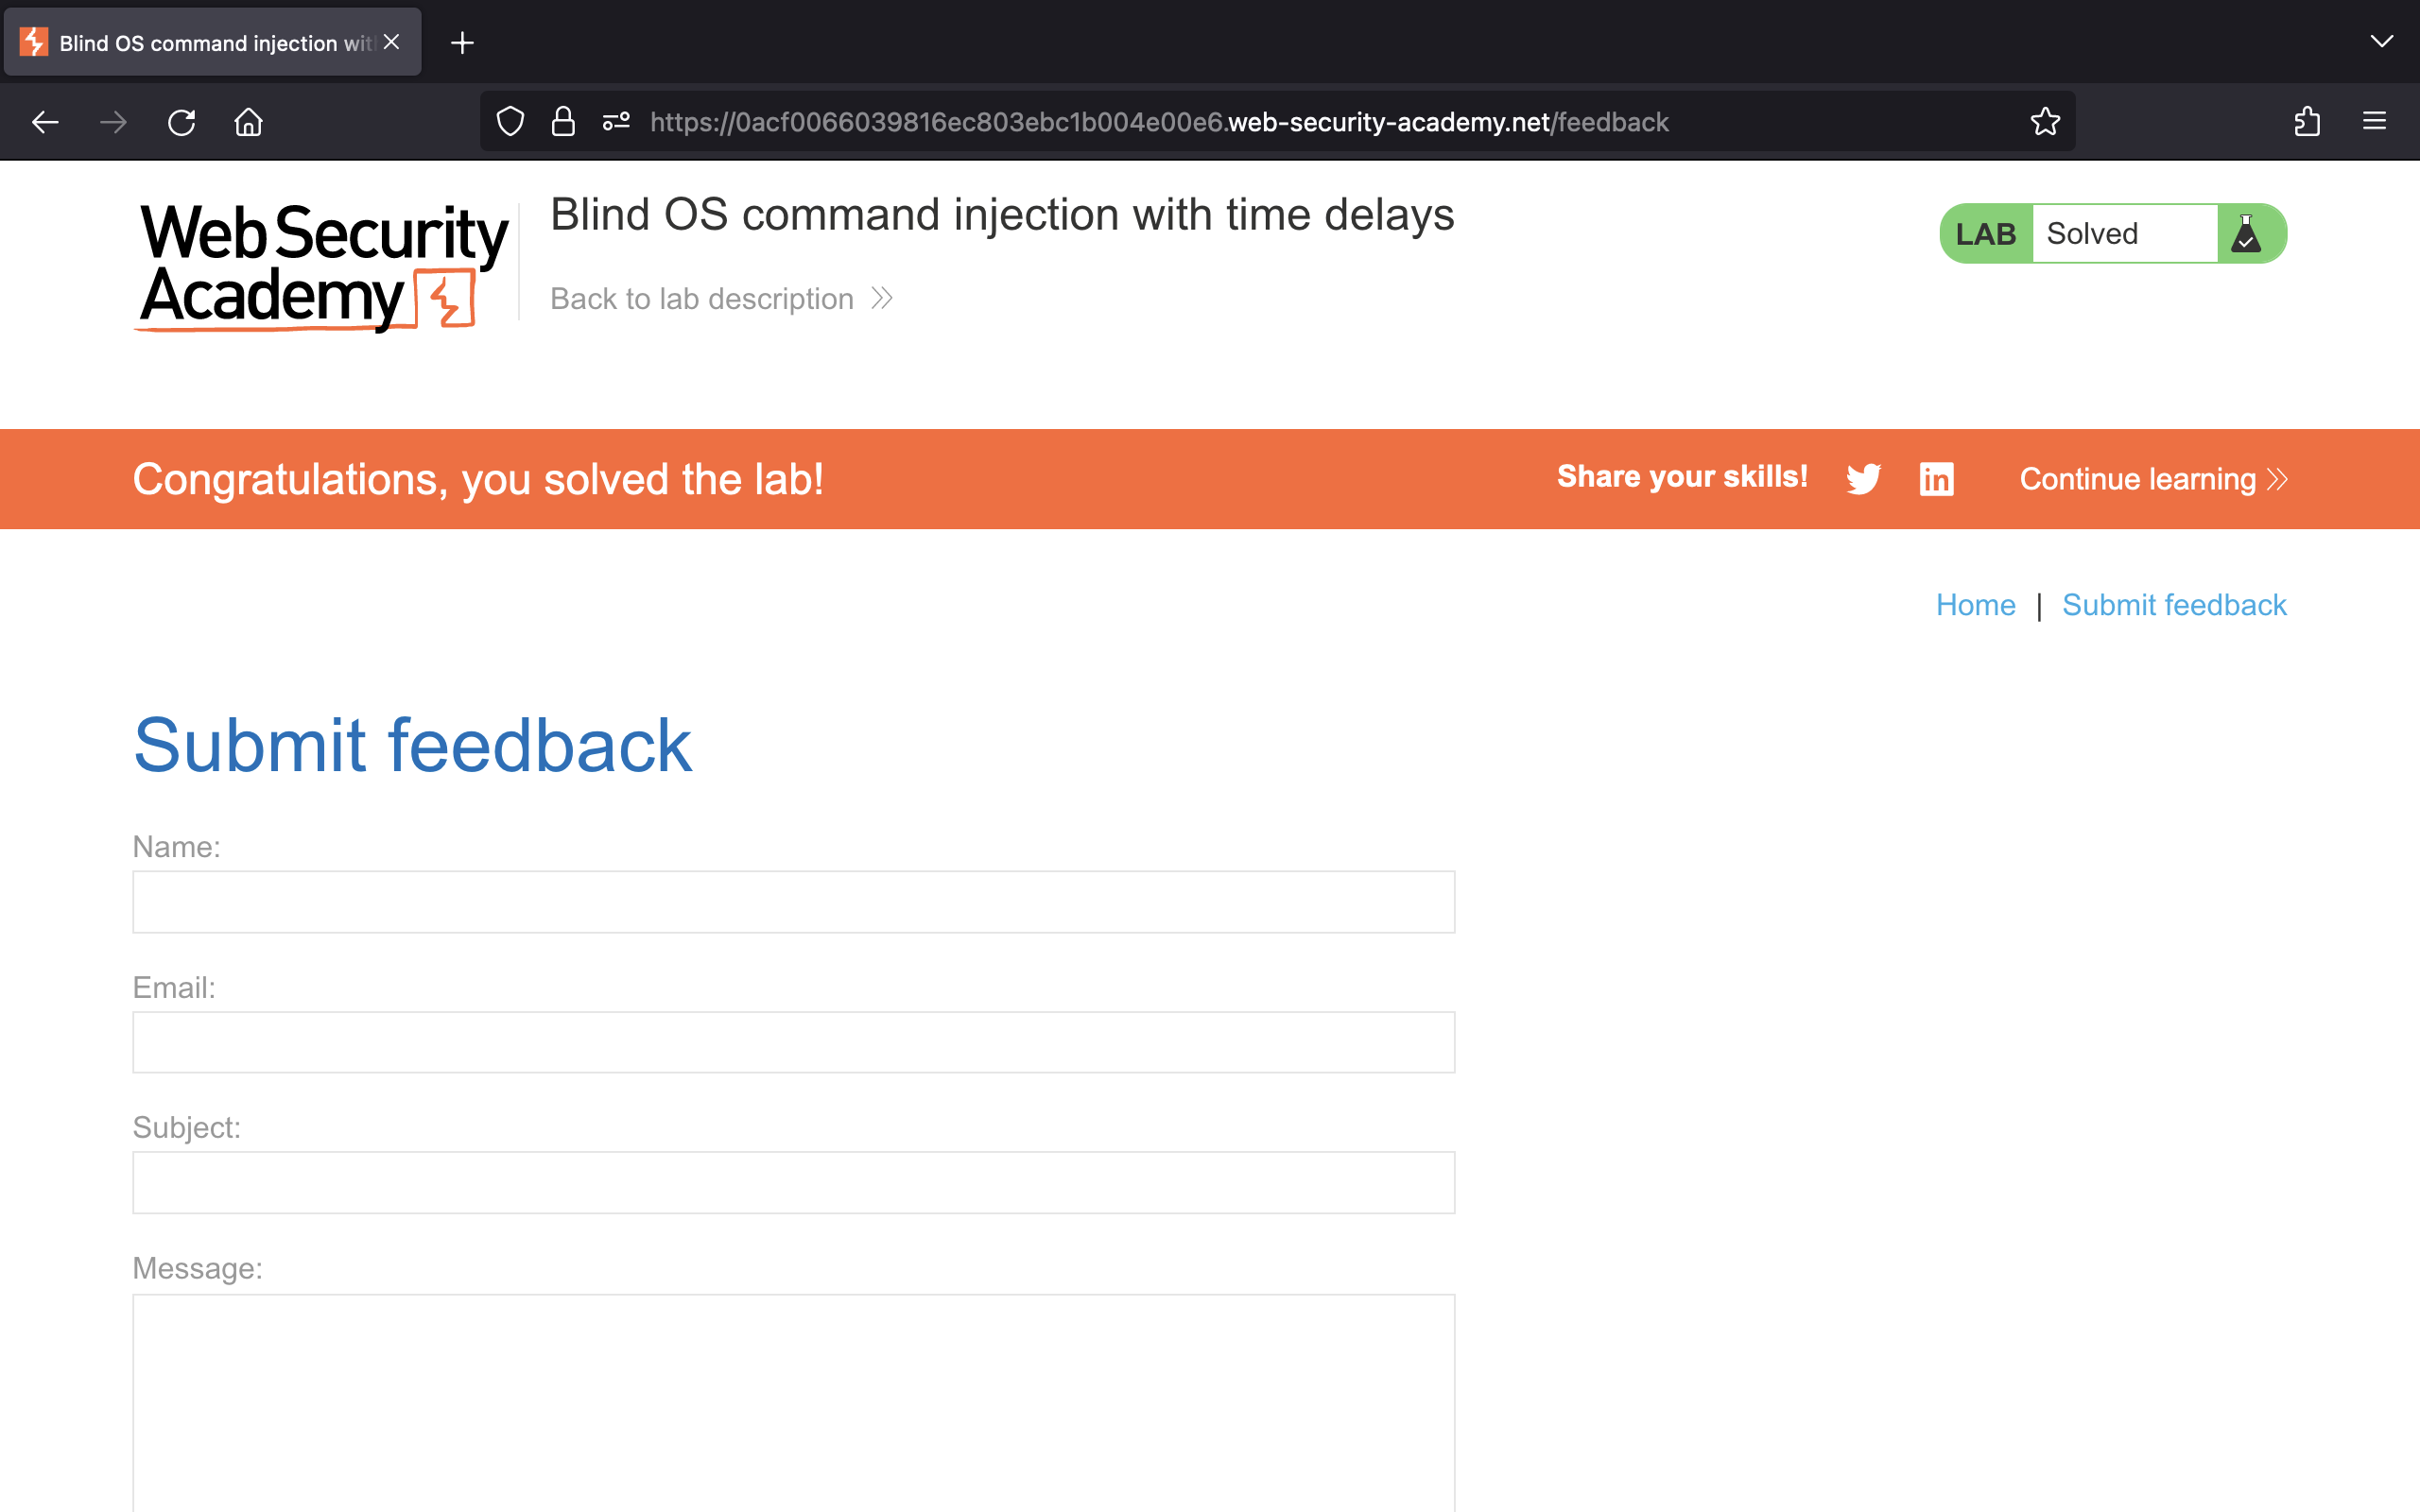 Blind OS command injection wit
https://0acf0066039816ec803ebc1b004e00e6.web-security-academy.net/feedback
Web Security
Academy
Blind OS command injection with time delays
Back to lab description
LAB Solved
Congratulations, you solved the lab!
Share your skills!
in
Continue learning
Home | Submit feedback
Submit feedback
Name:
Email:
Subject:
Message: